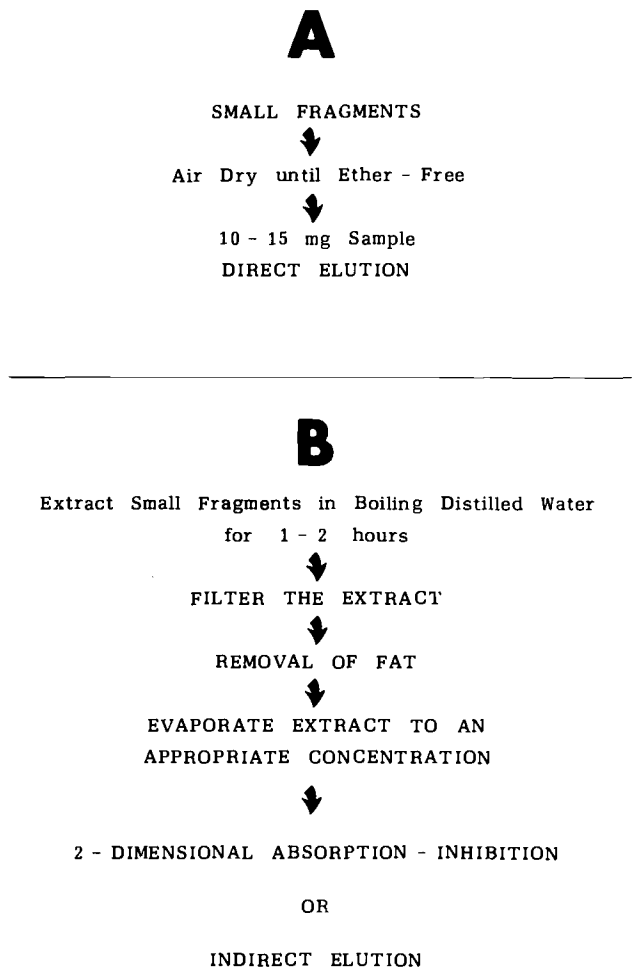 A
SMALL FRAGMENTS
Air Dry until Ether - Free
10 - 15 mg Sample
DIRECT ELUTION
B
Extract Small Fragments in Boiling Distilled Water
for 1 - 2 hours
FILTER THE EXTRACT
REMOVAL OF FAT
EVAPORATE EXTRACT TO AN
APPROPRIATE CONCENTRATION
2 - DIMENSIONAL ABSORPTION - INHIBITION
OR
INDIRECT ELUTION